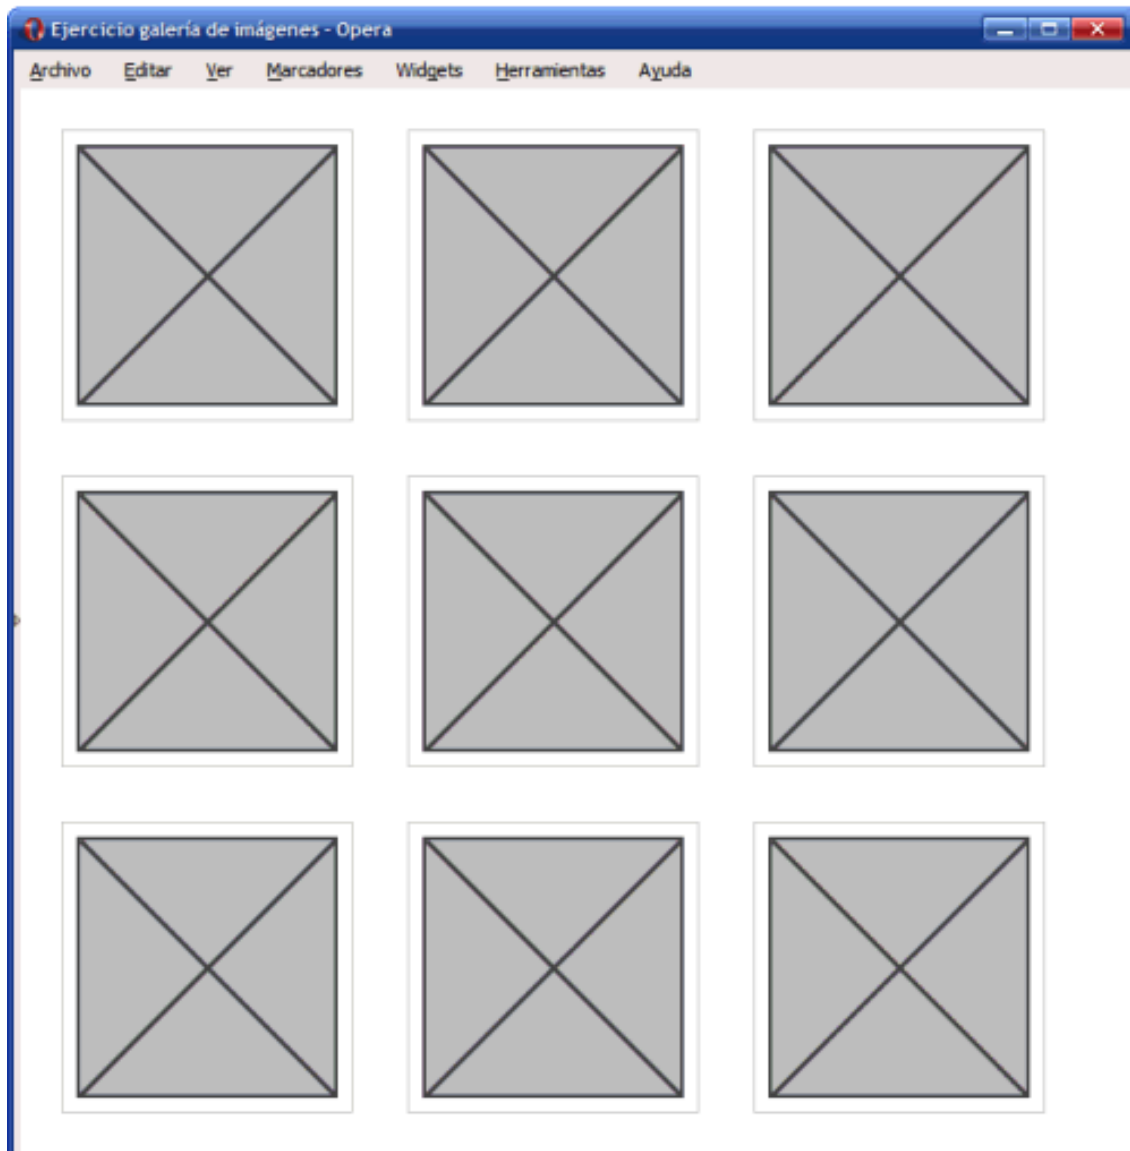 Ejercicio galería de imágenes - Opera
Archivo Editar Ver Marcadores Widgets Herramientas Ayuda